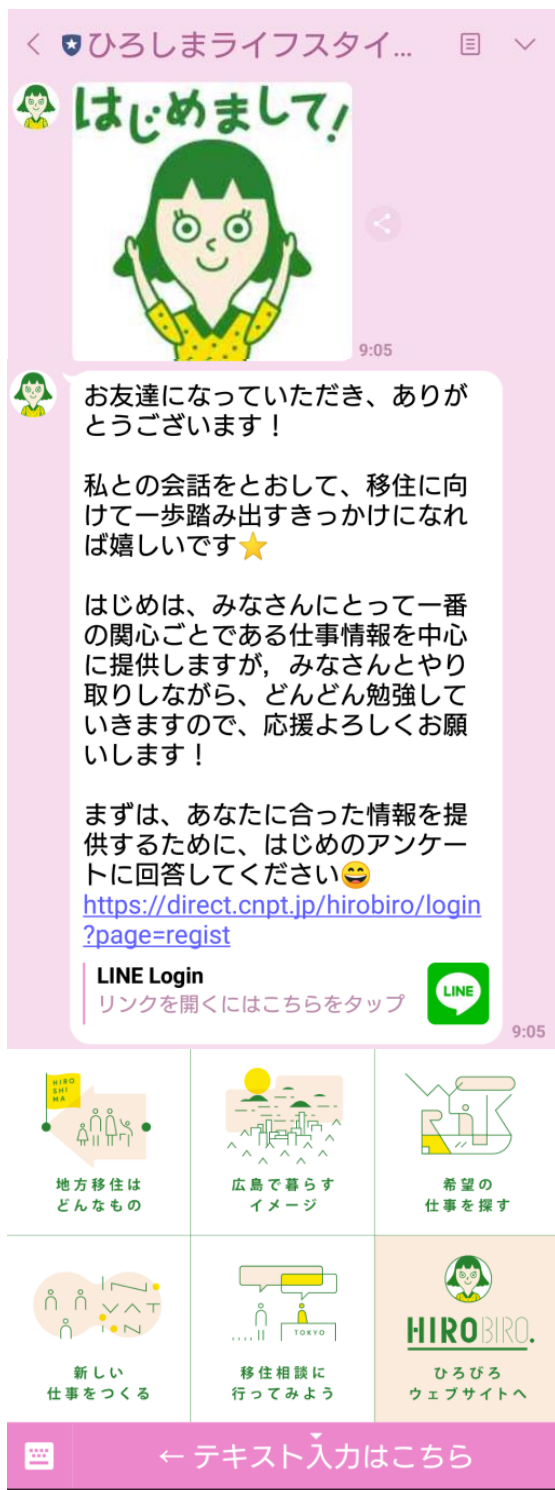 ひろしまライフスタイ...
はじめまして!
9:05
お友達になっていただき、ありが
とうございます！
私との会話をとおして、移住に向
けて一歩踏み出すきっかけになれ
ば嬉しいです⭐
はじめは、みなさんにとって一番
の関心ごとである仕事情報を中心
に提供しますが，みなさんとやり
取りしながら、どんどん勉強して
いきますので、応援よろしくお願
いします！
まずは、あなたに合った情報を提
供するために、はじめのアンケー
トに回答してください😄
https://direct.cnpt.jp/hirobiro/login
?page=regist
LINE Login
リンクを開くにはこちらをタップ
LINE
9:05
HIRO
SHI
MA
地方移住は
どんなもの
広島で暮らす
イメージ
WORK
希望の
仕事を探す
INN
VAT
ION
新しい
仕事をつくる
TOKYO
移住相談に
行ってみよう
HIROBIRO.
ひろびろ
ウェブサイトへ
← テキスト入力はこちら